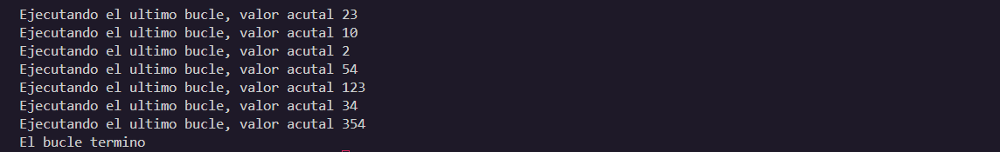 Ejecutando el ultimo bucle, valor acutal 23
Ejecutando el ultimo bucle, valor acutal 10
Ejecutando el ultimo bucle, valor acutal 2
Ejecutando el ultimo bucle, valor acutal 54
Ejecutando el ultimo bucle, valor acutal 123
Ejecutando el ultimo bucle, valor acutal 34
Ejecutando el ultimo bucle, valor acutal 354
El bucle termino